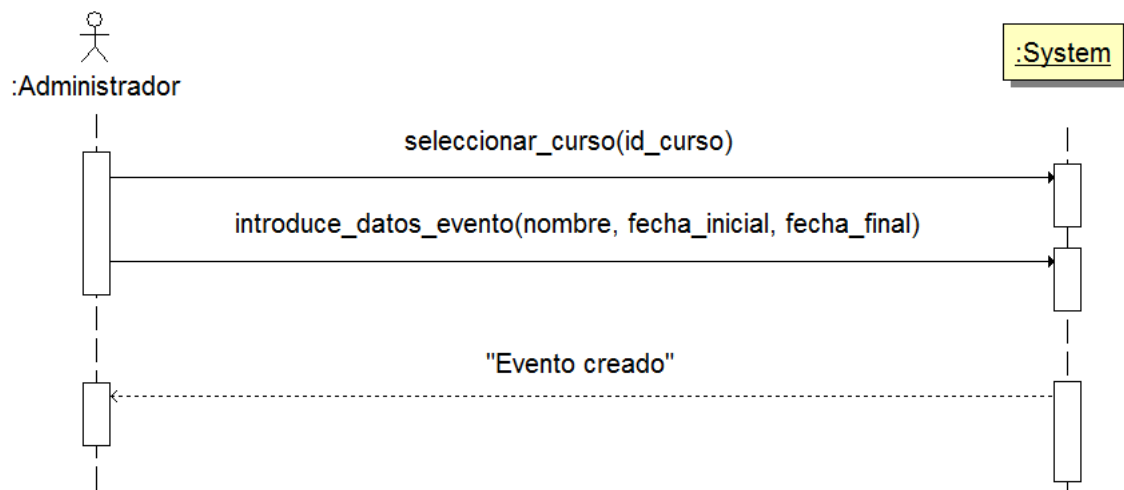 :Administrador
:System
seleccionar_curso(id_curso)
introduce_datos_evento(nombre, fecha_inicial, fecha_final)
"Evento creado"